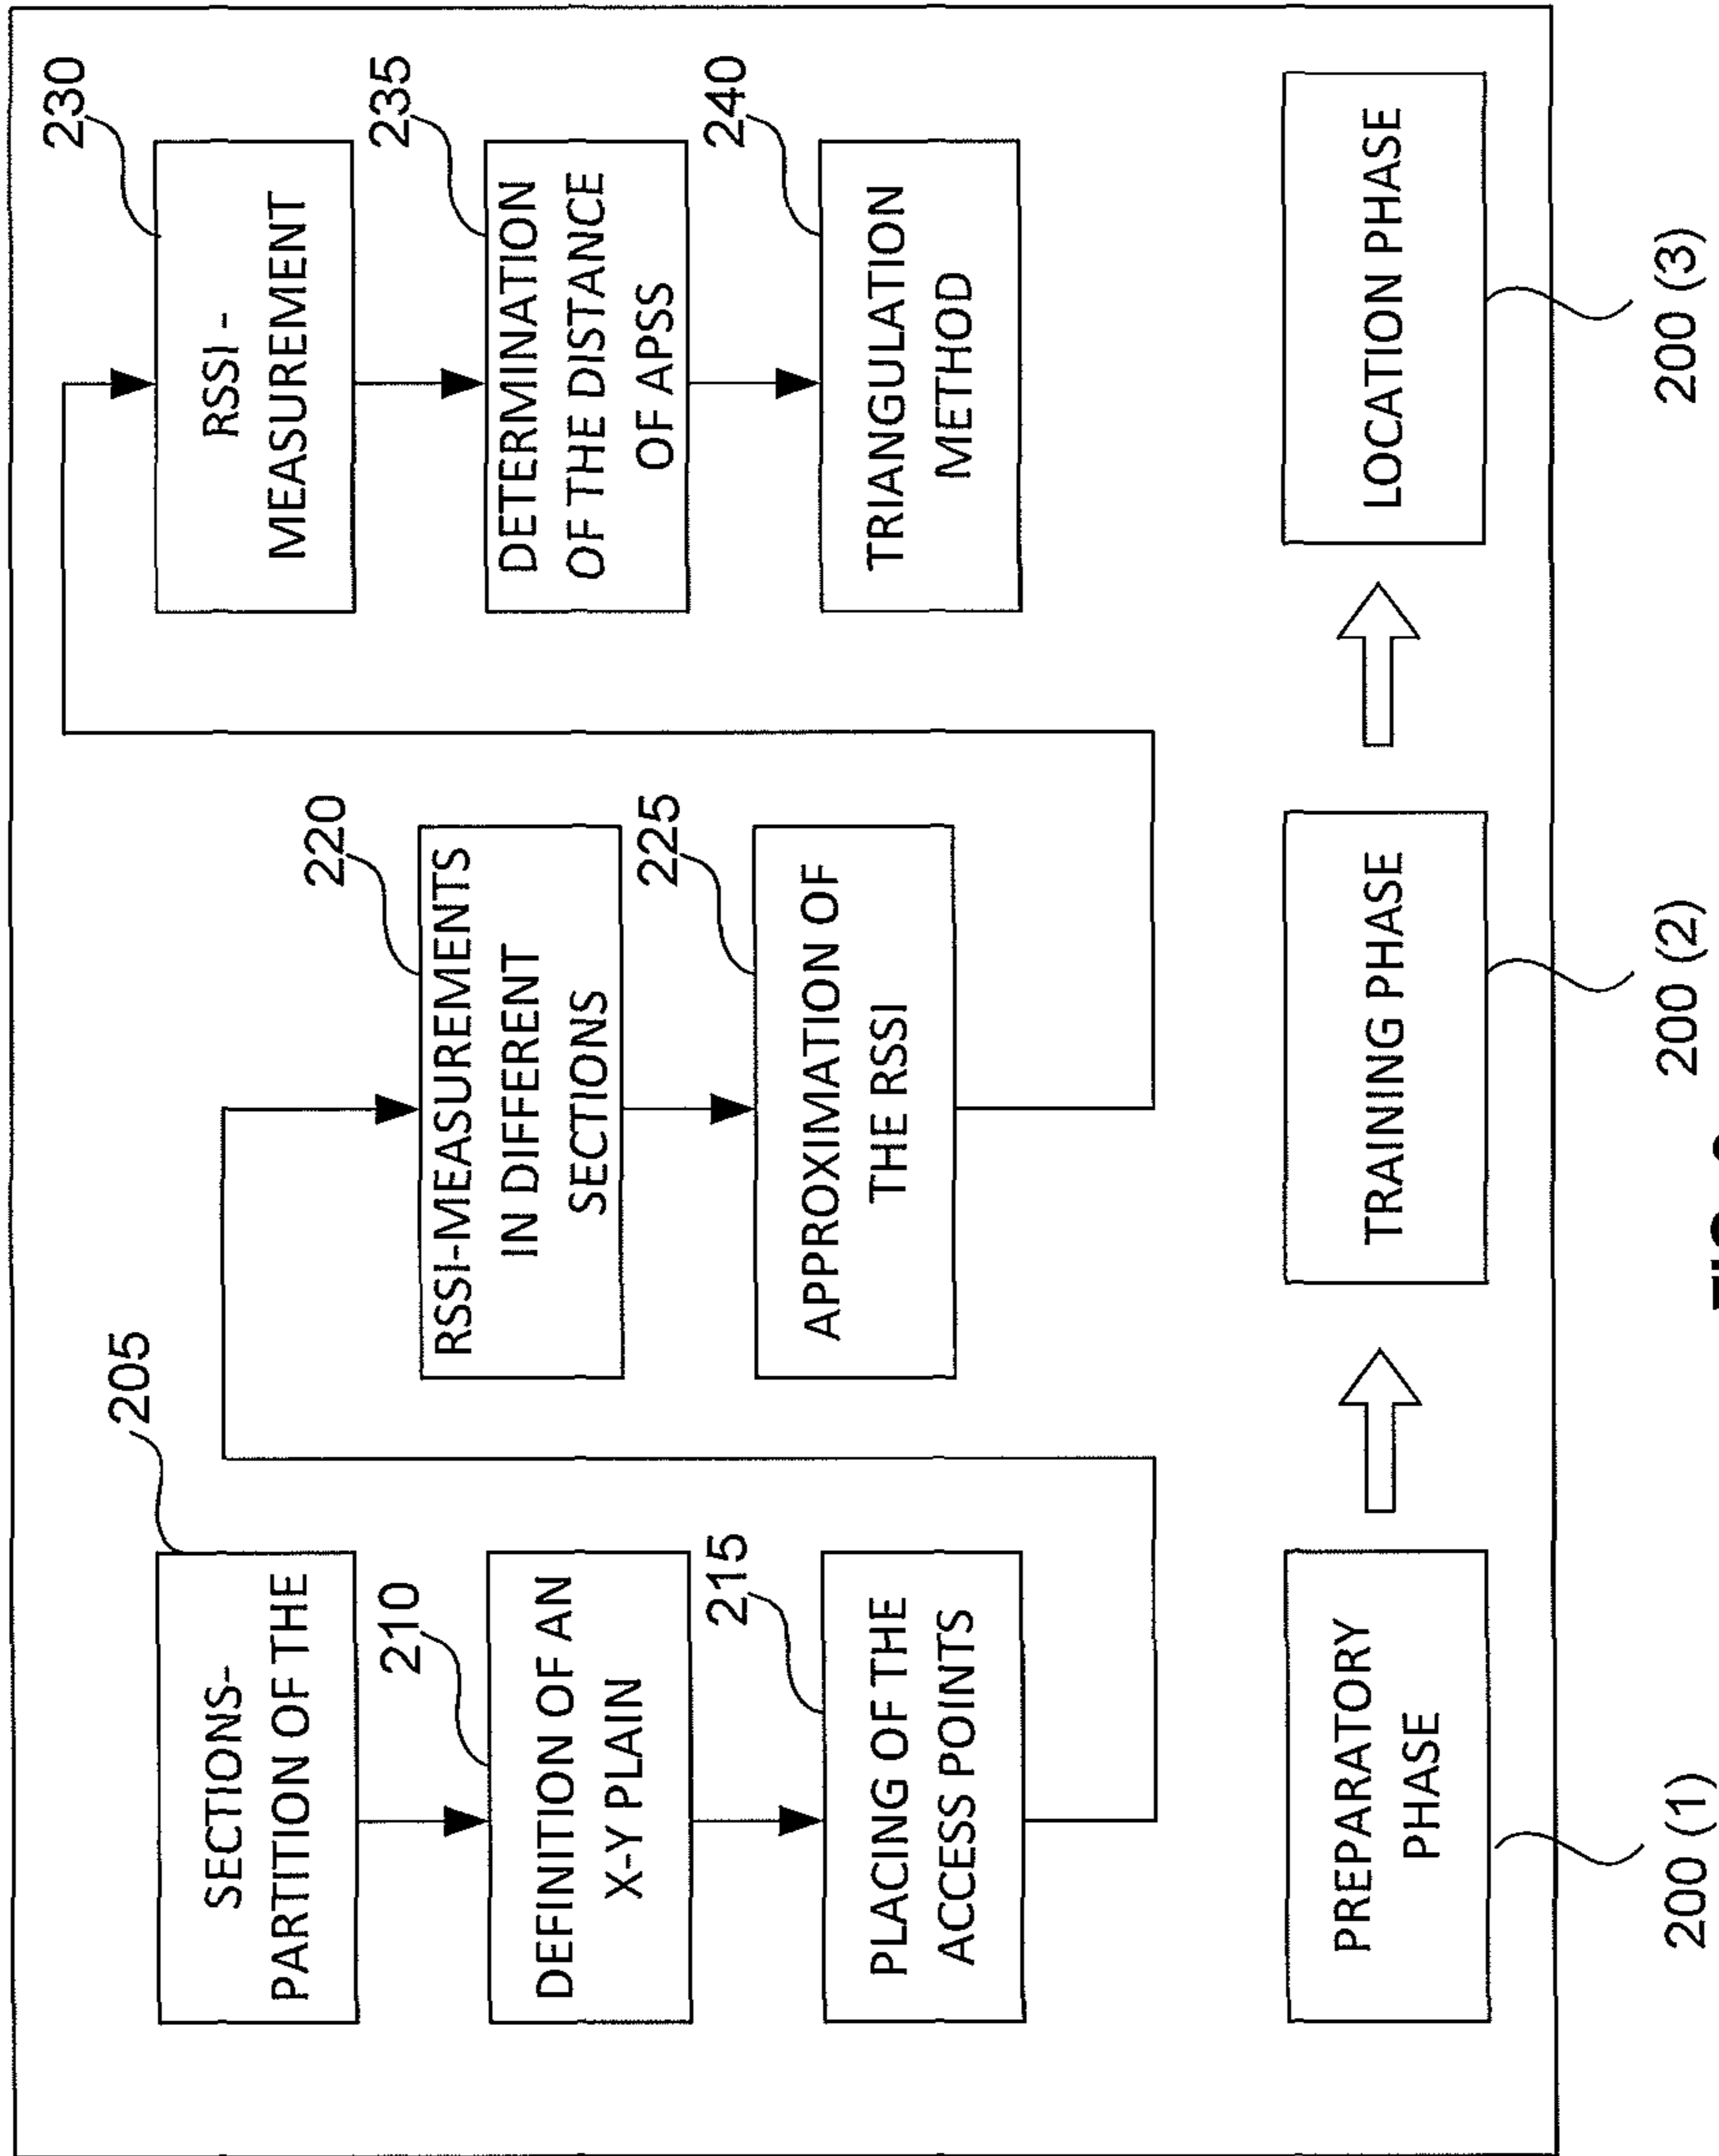 205
SECTIONS-
PARTITION OF THE
210
DEFINITION OF AN
X-Y PLAIN
215
PLACING OF THE
ACCESS POINTS
220
RSSI-MEASUREMENTS
IN DIFFERENT
SECTIONS
225
APPROXIMATION OF
THE RSSI
230
RSSI -
MEASUREMENT
235
DETERMINATION
OF THE DISTANCE
OF APSS
240
TRIANGULATION
METHOD
PREPARATORY
PHASE
TRAINING PHASE
LOCATION PHASE
200 (1)
200 (2)
200 (3)